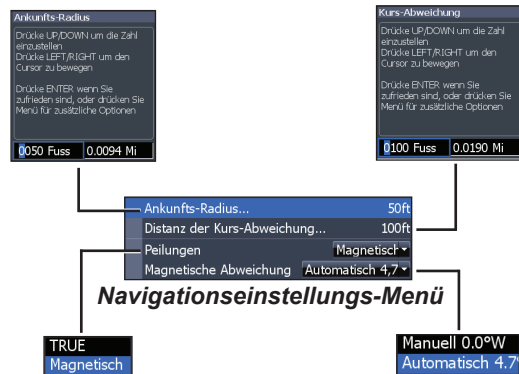 Ankunfts-Radius
Drücke UP/DOWN um die Zahl
einzustellen
Drücke LEFT/RIGHT um den
Cursor zu bewegen
Drücke ENTER wenn Sie
zufrieden sind, oder drücken Sie
Menü für zusätzliche Optionen
0050 Fuss 0.0094 Mi
Kurs-Abweichung
Drücke UP/DOWN um die Zahl
einzustellen
Drücke LEFT/RIGHT um den
Cursor zu bewegen
Drücke ENTER wenn Sie
zufrieden sind, oder drücken Sie
Menü für zusätzliche Optionen
0100 Fuss 0.0190 Mi
Ankunfts-Radius... 50ft
Distanz der Kurs-Abweichung... 100ft
Peilungen Magnetisch
Magnetische Abweichung Automatisch 4,7
Navigationseinstellungs-Menü
TRUE
Magnetisch
Manuell 0.0°W
Automatisch 4.7°